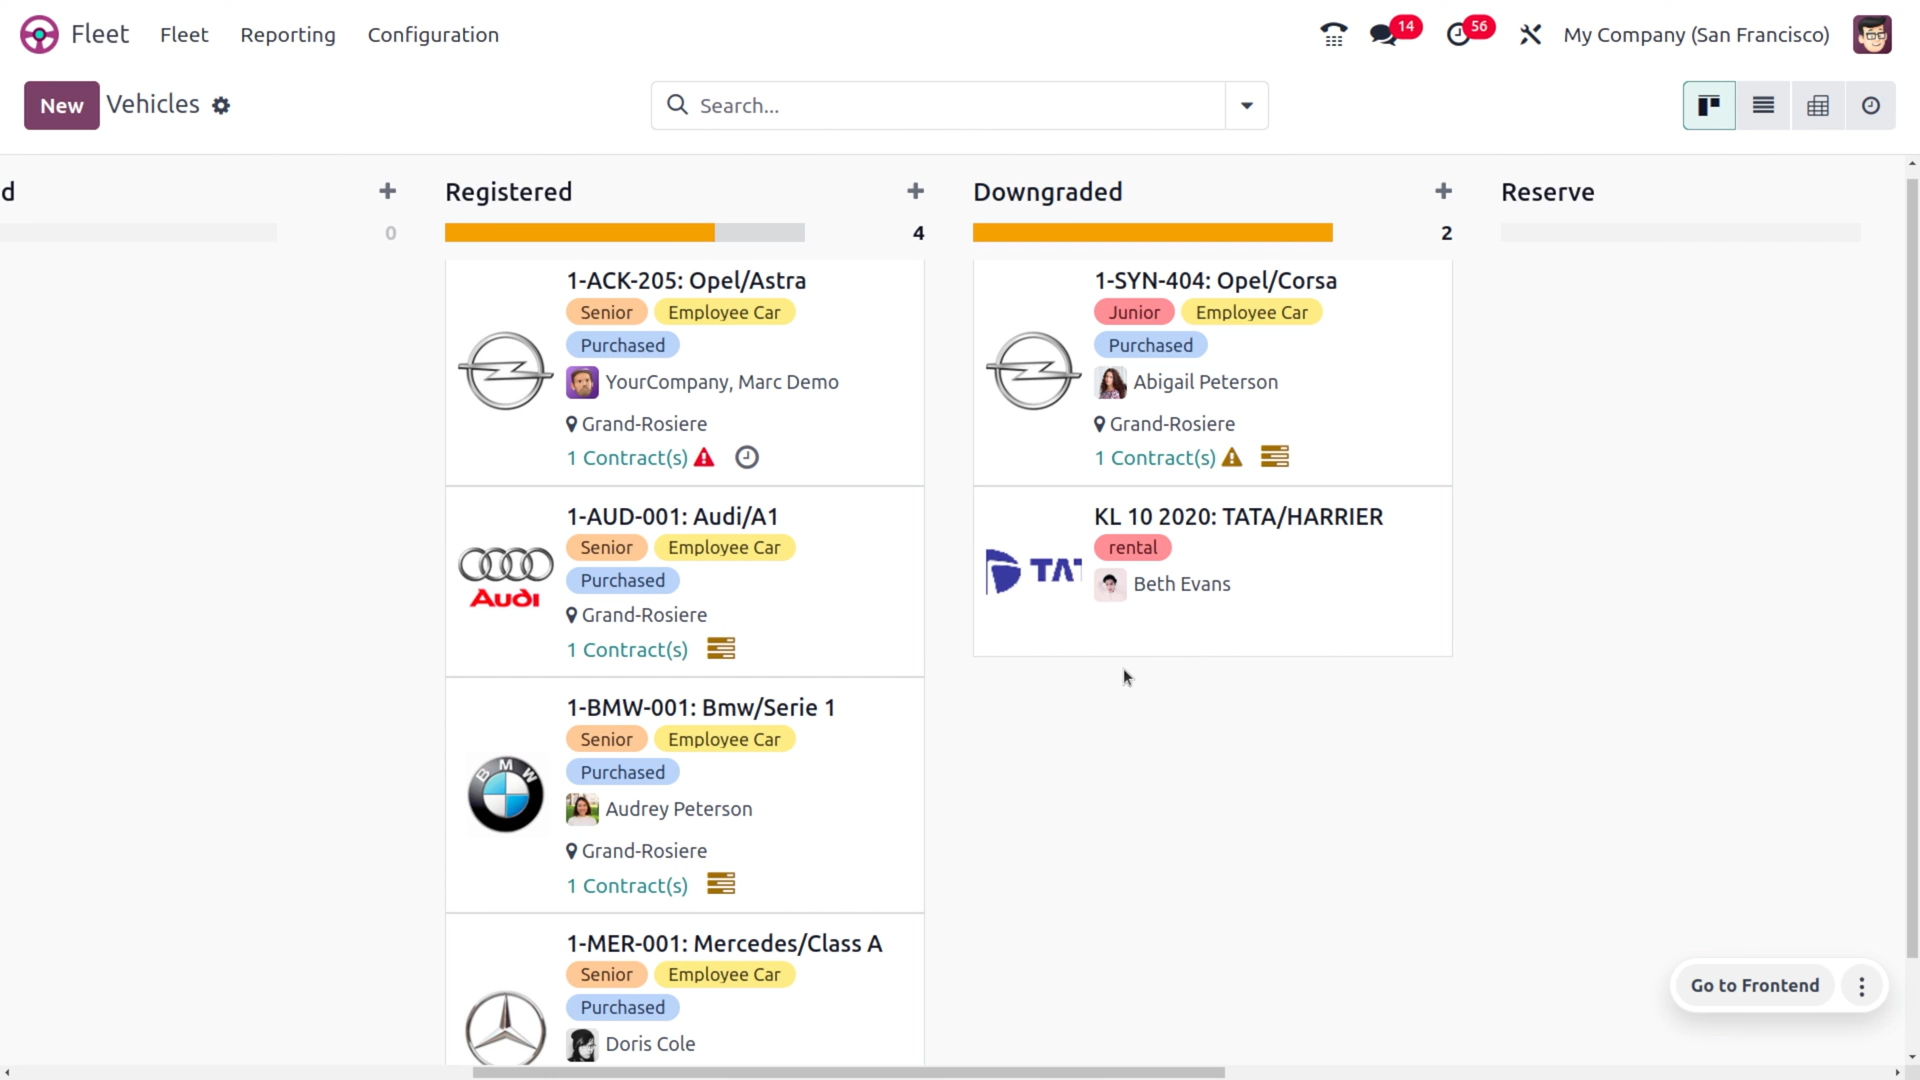 Fleet Fleet Reporting Configuration 14 56 My Company (San Francisco)
New Vehicles Search...
d Registered Downgraded Reserve
0 4 2
1-ACK-205: Opel/Astra
Senior Employee Car
Purchased
YourCompany, Marc Demo
Grand-Rosiere
1 Contract(s)
AUDI
1-AUD-001: Audi/A1
Senior Employee Car
Purchased
Grand-Rosiere
1 Contract(s)
BMW
1-BMW-001: Bmw/Serie 1
Senior Employee Car
Purchased
Audrey Peterson
Grand-Rosiere
1 Contract(s)
1-MER-001: Mercedes/Class A
Senior Employee Car
Purchased
Doris Cole
1-SYN-404: Opel/Corsa
Junior Employee Car
Purchased
Abigail Peterson
Grand-Rosiere
1 Contract(s)
TAT
KL 10 2020: TATA/HARRIER
rental
Beth Evans
Go to Frontend